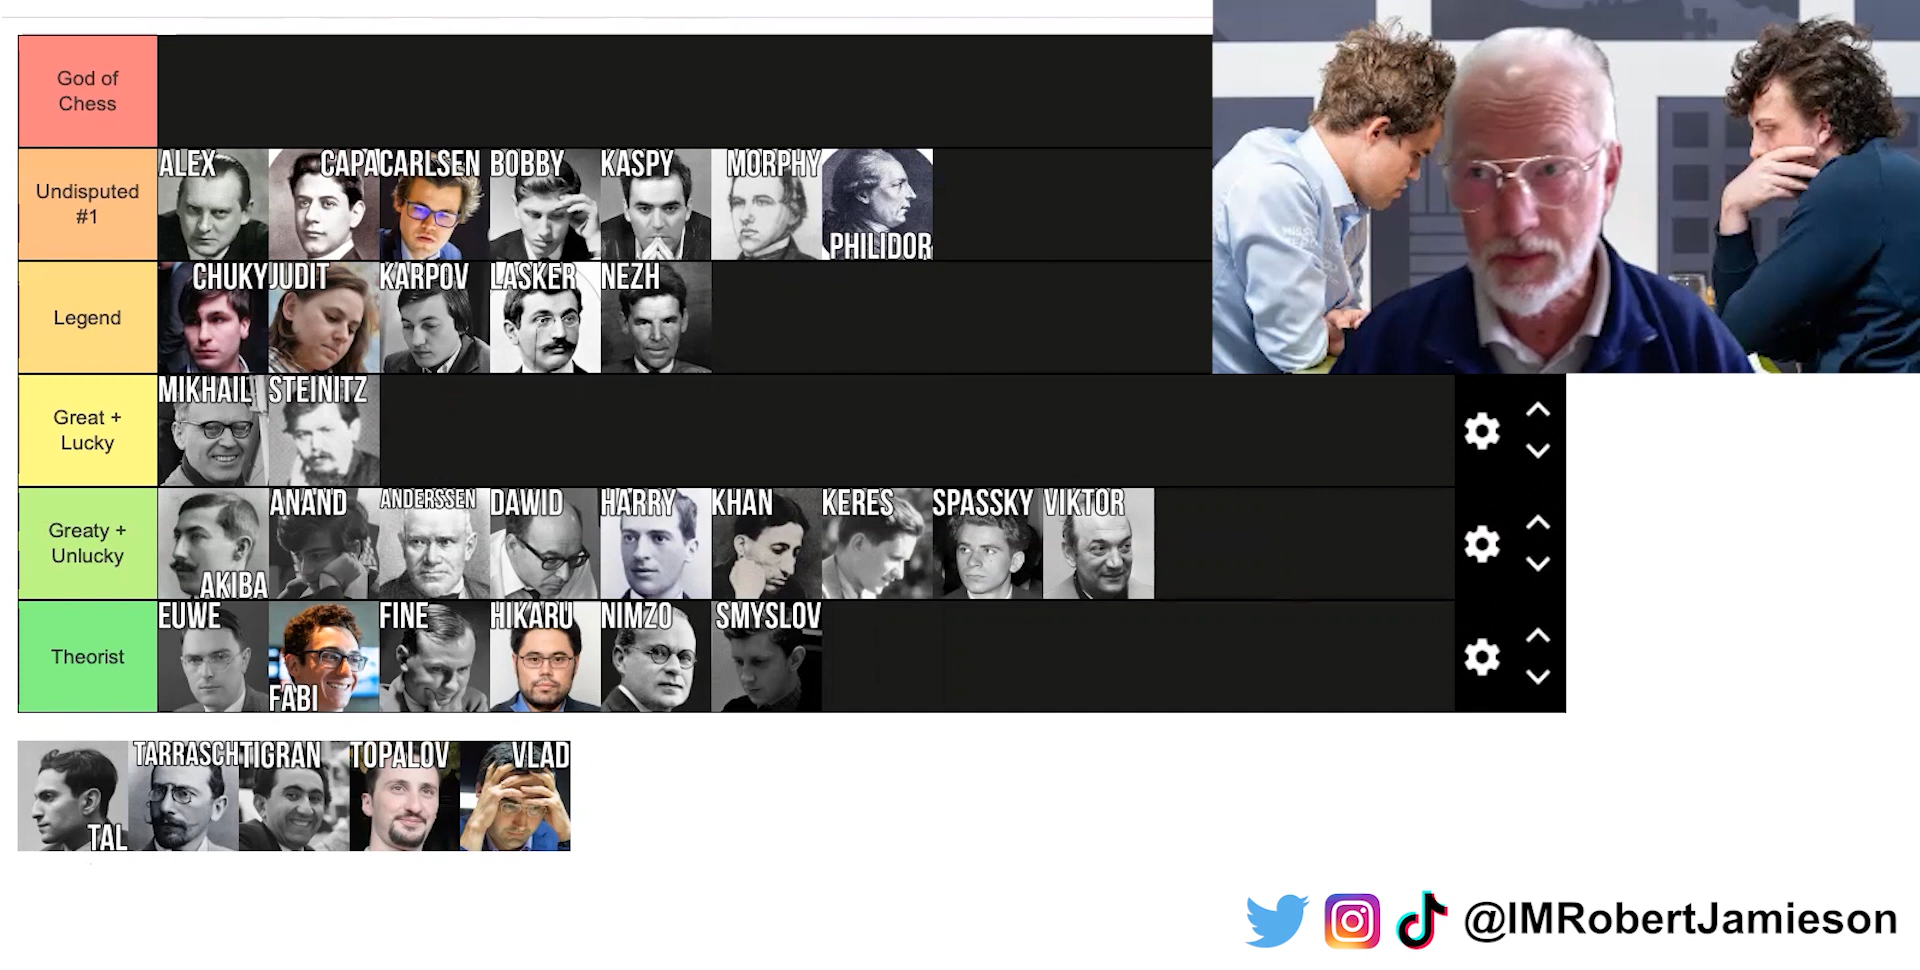 God of
Chess
Undisputed
#1
ALEX
CAPA
CARLSEN
BOBBY
KASPY
MORPHY
PHILIDOR
Legend
CHUKY
JUDIT
KARPOV
LASKER
NEZH
Great +
Lucky
MIKHAIL
STEINITZ
Greaty +
Unlucky
AKIBA
ANAND
ANDERSSEN
DAWID
HARRY
KHAN
KERES
SPASSKY
VIKTOR
Theorist
EUWE
FABI
FINE
HIKARU
NIMZO
SMYSLOV
TAL
TARRASCH
TIGRAN
TOPALOV
VLAD
@IMRobertJamieson